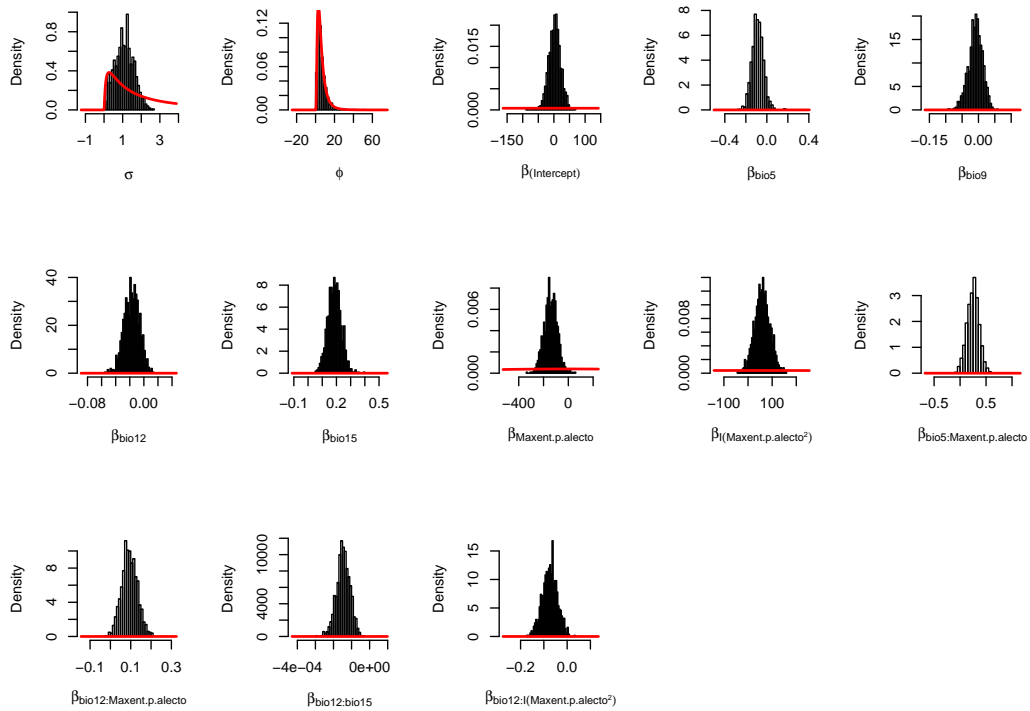 Density
0.0 0.4 0.8
−1 1 3
σ
Density
0.00 0.04 0.08 0.12
−20 20 60
ϕ
Density
0.000 0.015
−150 0 100
β(Intercept)
Density
0 2 4 6 8
−0.4 0.0 0.4
βbio5
Density
0 5 10 15
−0.15 0.00
βbio9
Density
0 10 20 30 40
−0.08 0.00
βbio12
Density
0 2 4 6 8
−0.1 0.2 0.5
βbio15
Density
0.000 0.006
−400 0
βMaxent.p.alecto
Density
0.000 0.008
−100 100
βI(Maxent.p.alecto²)
Density
0 1 2 3
−0.5 0.5
βbio5:Maxent.p.alecto
Density
0 2 4 6 8
−0.1 0.1 0.3
βbio12:Maxent.p.alecto
Density
0 4000 10000
−4e−04 0e+00
βbio12:bio15
Density
0 5 10 15
−0.2 0.0
βbio12:I(Maxent.p.alecto²)